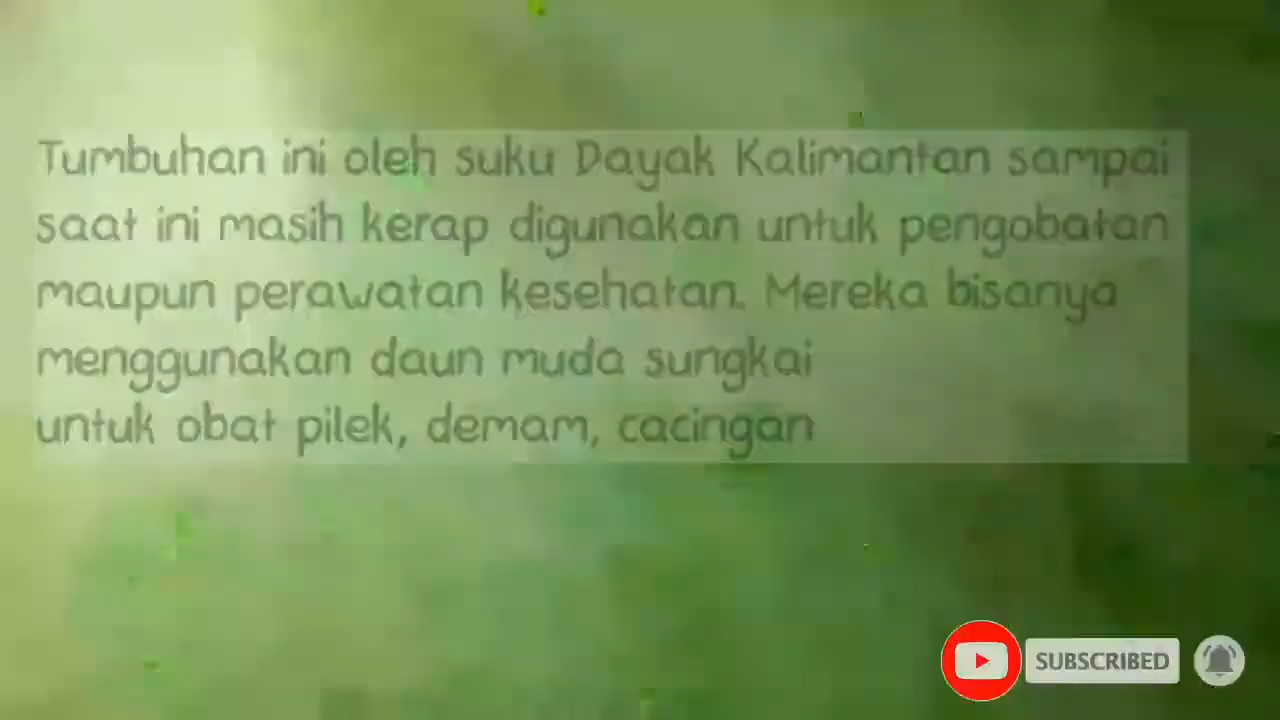 Tumbuhan ini oleh suku Dayak Kalimantan sampai
saat ini masih kerap digunakan untuk pengobatan
maupun perawatan kesehatan. Mereka bisanya
menggunakan daun muda sungkai
untuk obat pilek, demam, cacingan
SUBSCRIBED